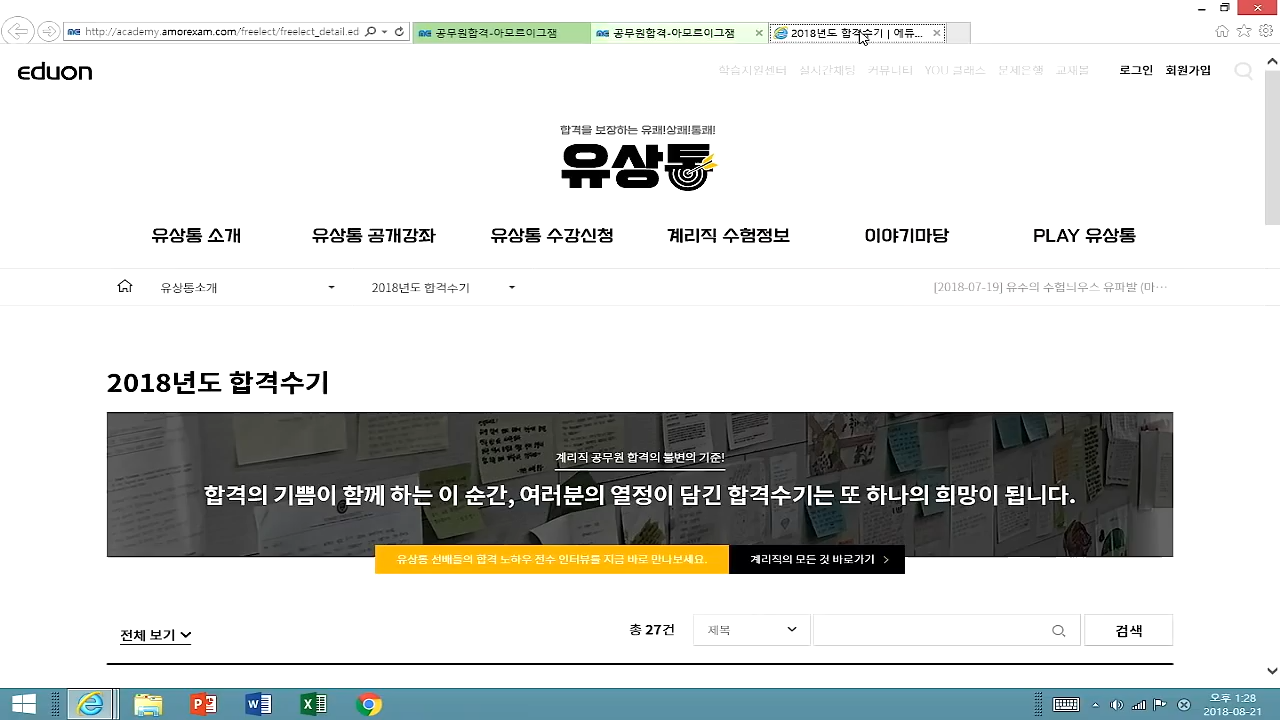 http://academy.amorexam.com/freelect/freelect_detail.ed
공무원합격-아모르이그잼
공무원합격-아모르이그잼
2018년도 합격수기 | 에듀...
eduon
학습지원센터 실시간채팅 커뮤니티 YOU 클래스 문제은행 교재몰
로그인 회원가입
합격을 보장하는 유쾌!상쾌!통쾌!
유상통
유상통 소개
유상통 공개강좌
유상통 수강신청
계리직 수험정보
이야기마당
PLAY 유상통
유상통소개
2018년도 합격수기
[2018-07-19] 유수의 수험뉘우스 유파발 (마…
2018년도 합격수기
계리직 공무원 합격의 불변의 기준!
합격의 기쁨이 함께 하는 이 순간, 여러분의 열정이 담긴 합격수기는 또 하나의 희망이 됩니다.
유상통 선배들의 합격 노하우 전수 인터뷰를 지금 바로 만나보세요.
계리직의 모든 것 바로가기 >
전체 보기
총 27건
제목
검색
오후 1:28
2018-08-21